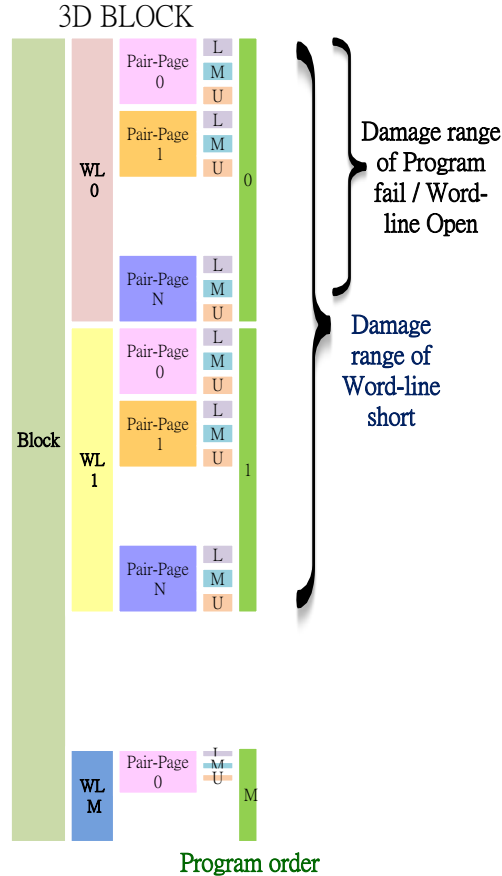 3D BLOCK
Block
WL
0
Pair-Page
0
L
M
U
Pair-Page
1
L
M
U
Pair-Page
N
L
M
U
0
WL
1
Pair-Page
0
L
M
U
Pair-Page
1
L
M
U
Pair-Page
N
L
M
U
1
WL
M
Pair-Page
0
L
M
U
M
Damage range
of Program
fail / Word-
line Open
Damage
range of
Word-line
short
Program order